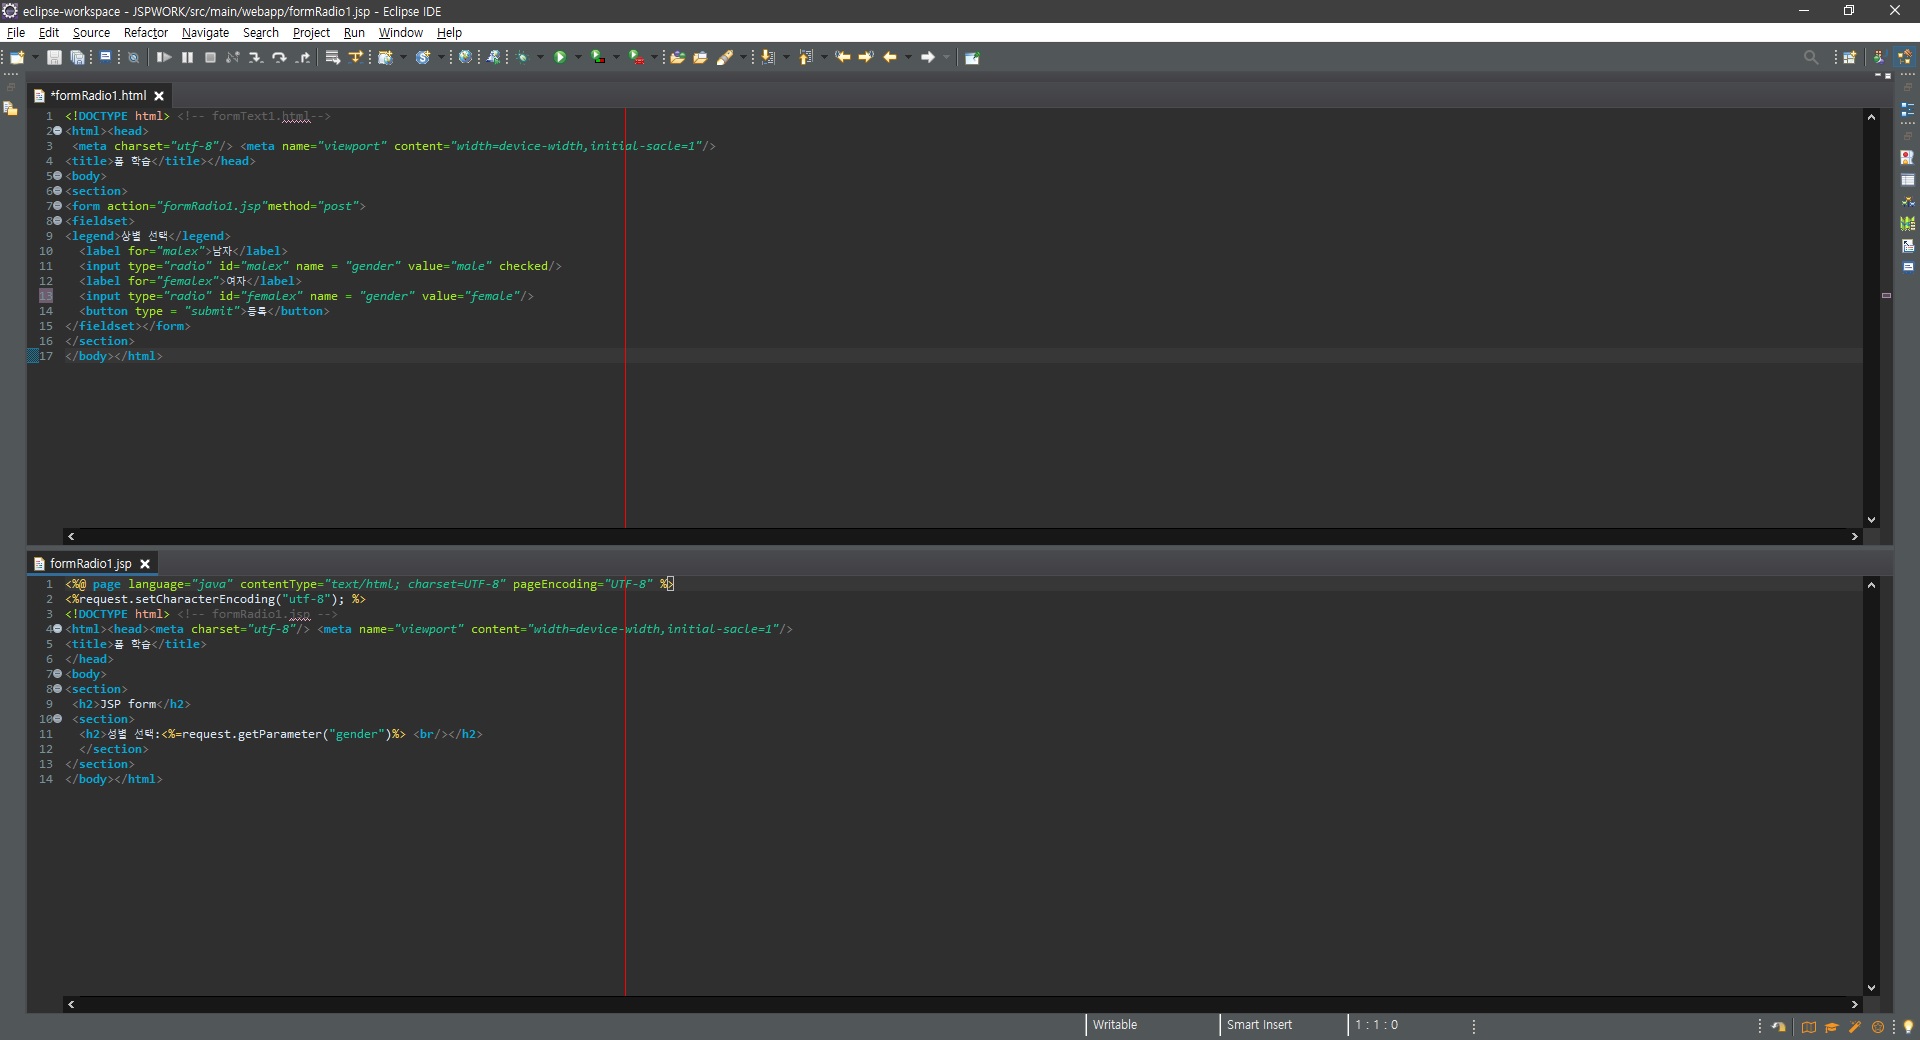 eclipse-workspace - JSPWORK/src/main/webapp/formRadio1.jsp - Eclipse IDE
File Edit Source Refactor Navigate Search Project Run Window Help
*formRadio1.html
1 <!DOCTYPE html> <!-- formText1.html-->
2 <html><head>
3 <meta charset="utf-8"/> <meta name="viewport" content="width=device-width,initial-sacle=1"/>
4 <title>폼 학습</title></head>
5 <body>
6 <section>
7 <form action="formRadio1.jsp"method="post">
8 <fieldset>
9 <legend>상별 선택</legend>
10 <label for="malex">남자</label>
11 <input type="radio" id="malex" name = "gender" value="male" checked/>
12 <label for="femalex">여자</label>
13 <input type="radio" id="femalex" name = "gender" value="female"/>
14 <button type = "submit">등록</button>
15 </fieldset></form>
16 </section>
17 </body></html>
formRadio1.jsp
1 <%@ page language="java" contentType="text/html; charset=UTF-8" pageEncoding="UTF-8" %>
2 <%request.setCharacterEncoding("utf-8"); %>
3 <!DOCTYPE html> <!-- formRadio1.jsp -->
4 <html><head><meta charset="utf-8"/> <meta name="viewport" content="width=device-width,initial-sacle=1"/>
5 <title>폼 학습</title>
6 </head>
7 <body>
8 <section>
9 <h2>JSP form</h2>
10 <section>
11 <h2>성별 선택:<%=request.getParameter("gender")%> <br/></h2>
12 </section>
13 </section>
14 </body></html>
Writable Smart Insert 1 : 1 : 0